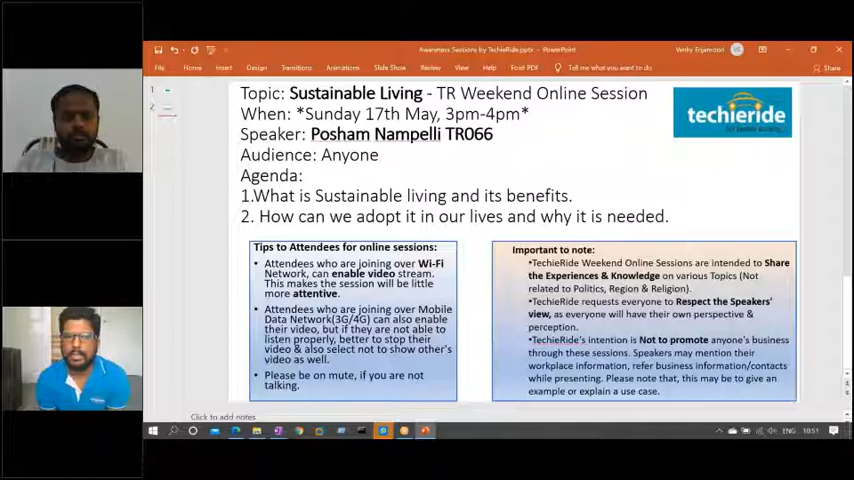 Awareness Sessions by TechieRide.pptx - PowerPoint
Venky Enjamoori
File Home Insert Design Transitions Animations Slide Show Review View Help Foxit PDF Tell me what you want to do Share
1
2
Topic: Sustainable Living - TR Weekend Online Session
When: *Sunday 17th May, 3pm-4pm*
Speaker: Posham Nampelli TR066
Audience: Anyone
Agenda:
1.What is Sustainable living and its benefits.
2. How can we adopt it in our lives and why it is needed.
techieride
Tips to Attendees for online sessions:
• Attendees who are joining over Wi-Fi
Network, can enable video stream.
This makes the session will be little
more attentive.
• Attendees who are joining over Mobile
Data Network(3G/4G) can also enable
their video, but if they are not able to
listen properly, better to stop their
video & also select not to show other's
video as well.
• Please be on mute, if you are not
talking.
Important to note:
•TechieRide Weekend Online Sessions are intended to Share
the Experiences & Knowledge on various Topics (Not
related to Politics, Region & Religion).
•TechieRide requests everyone to Respect the Speakers'
view, as everyone will have their own perspective &
perception.
•TechieRide's intention is Not to promote anyone's business
through these sessions. Speakers may mention their
workplace information, refer business information/contacts
while presenting. Please note that, this may be to give an
example or explain a use case.
Click to add notes
ENG 10:51